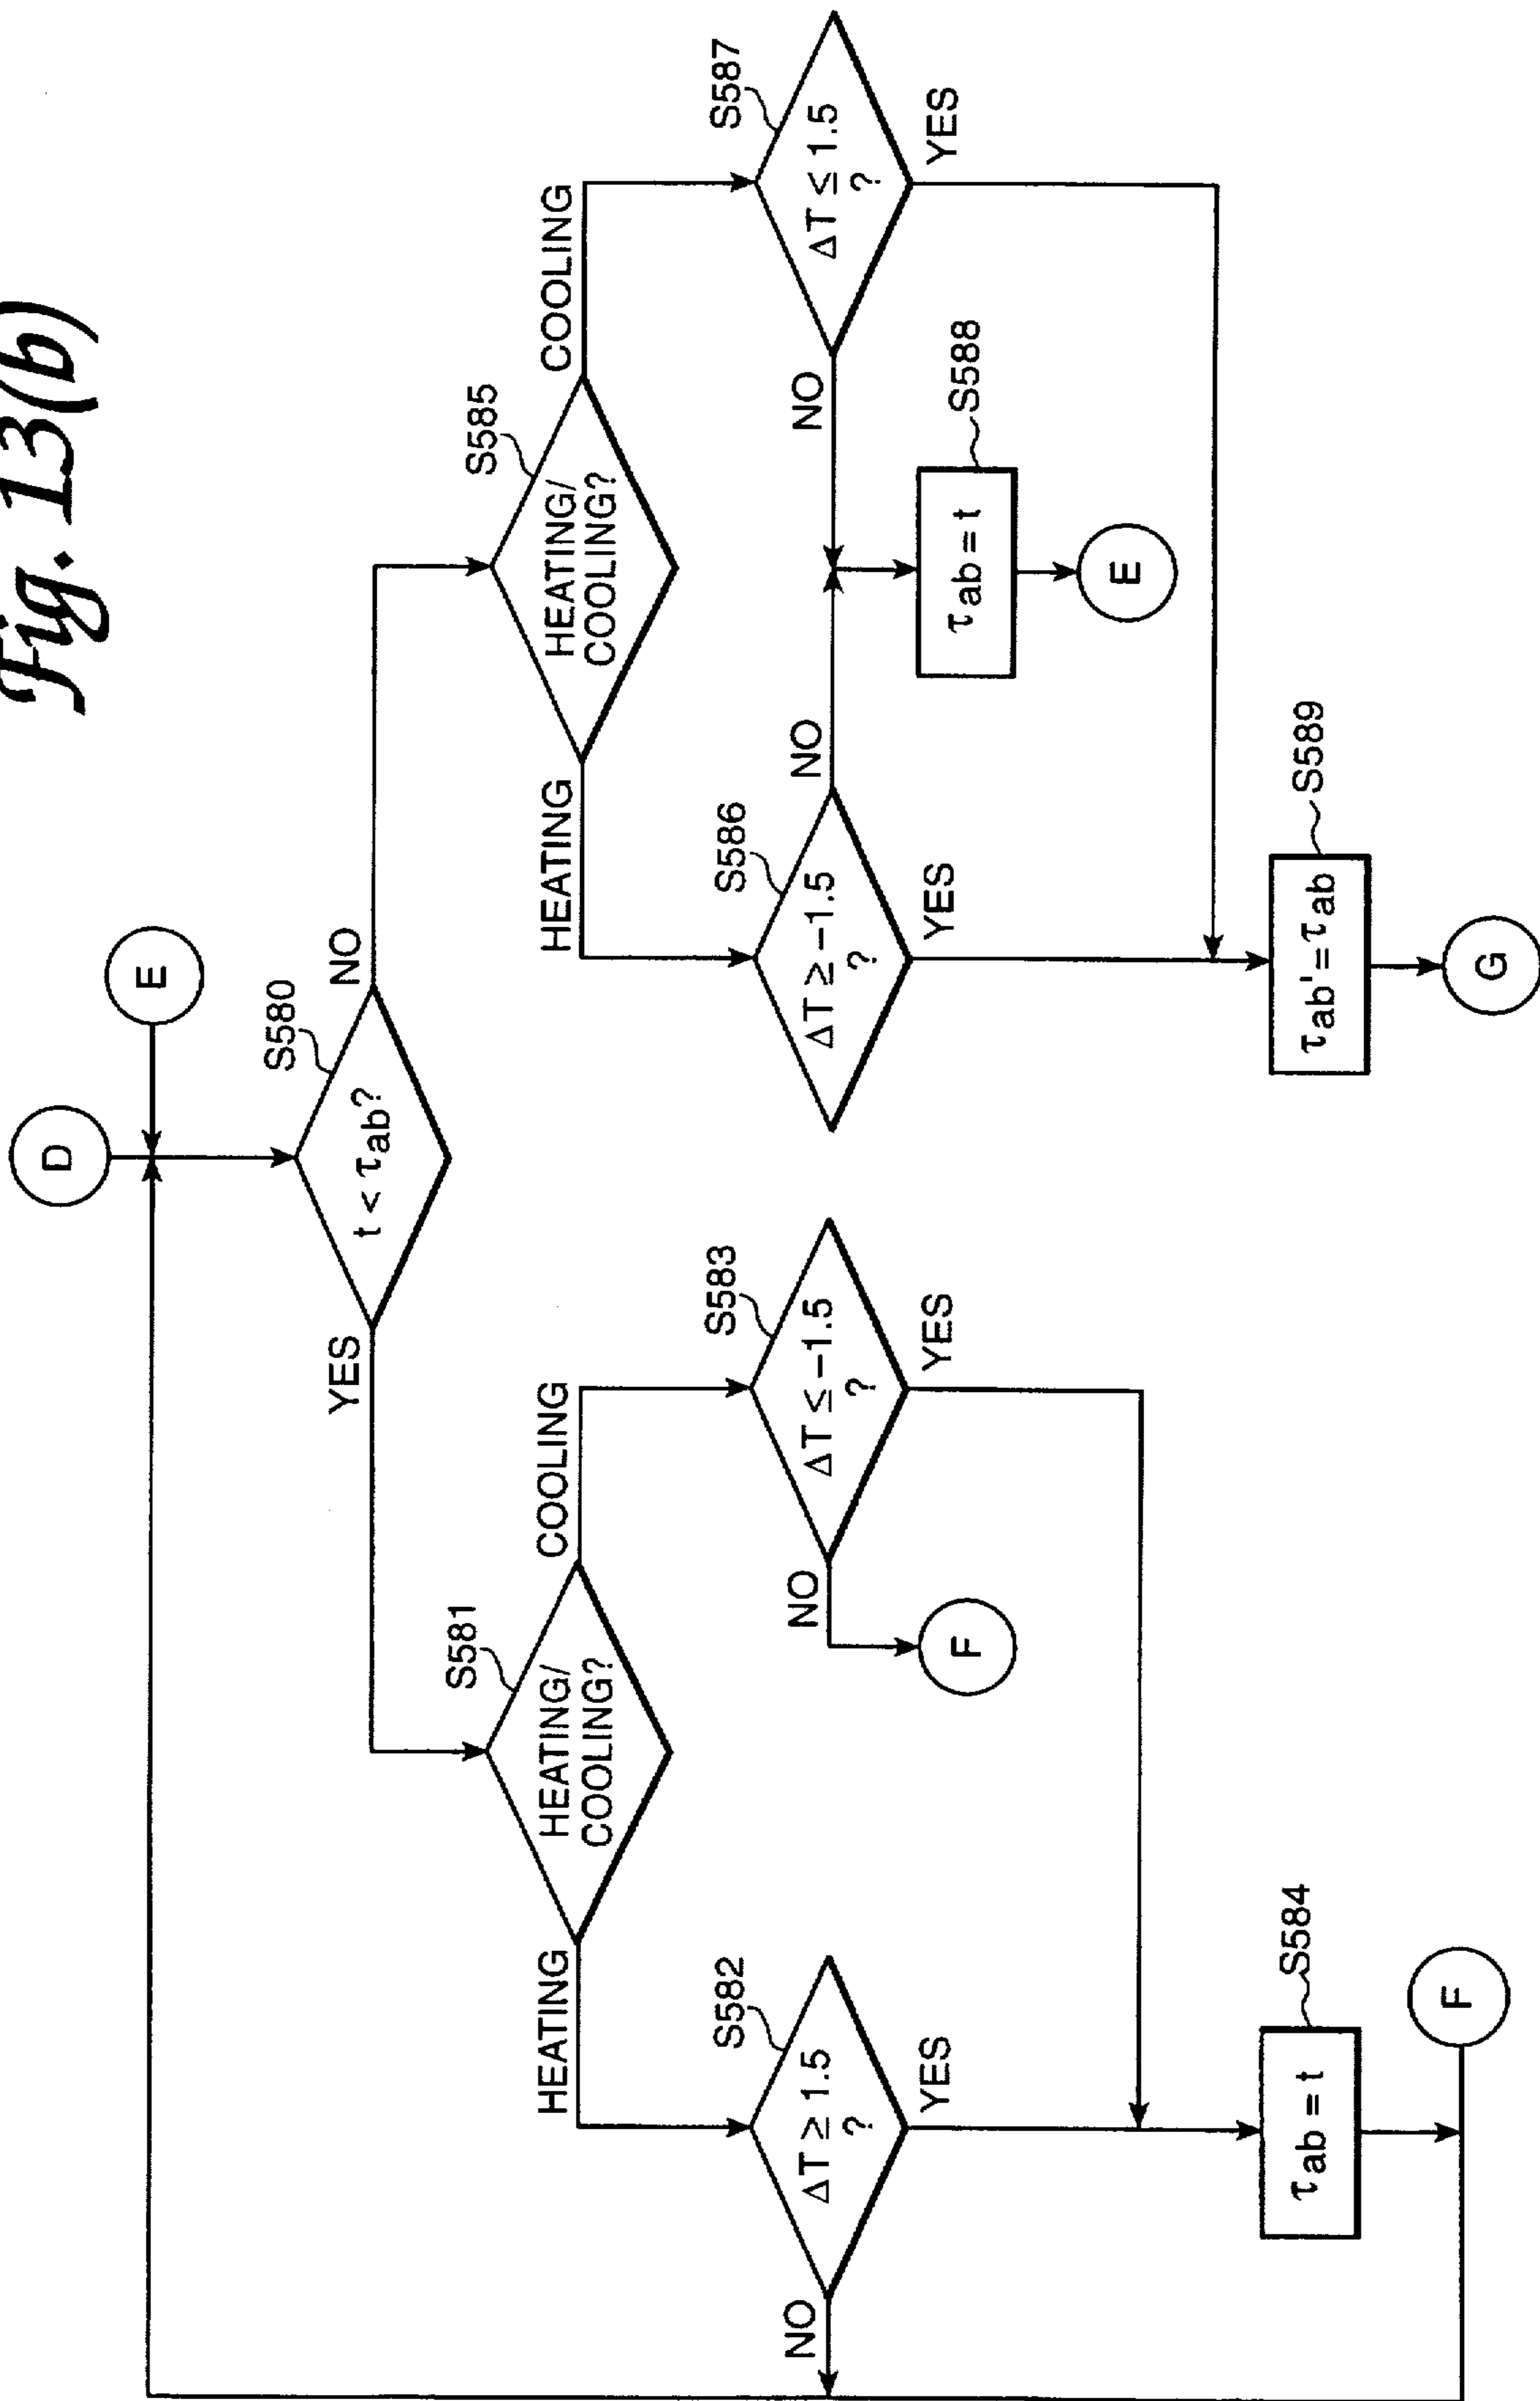 Fig. 13(b)
D
E
S580
t < τab?
YES
NO
S581
HEATING/
COOLING?
HEATING
COOLING
S582
ΔT ≥ 1.5
?
NO
YES
S583
ΔT ≤ −1.5
?
NO
YES
F
S584
τab = t
F
S585
HEATING/
COOLING?
HEATING
COOLING
S586
ΔT ≥ −1.5
?
NO
YES
S587
ΔT ≤ 1.5
?
NO
YES
S588
τab = t
E
S589
τab' = τab
G